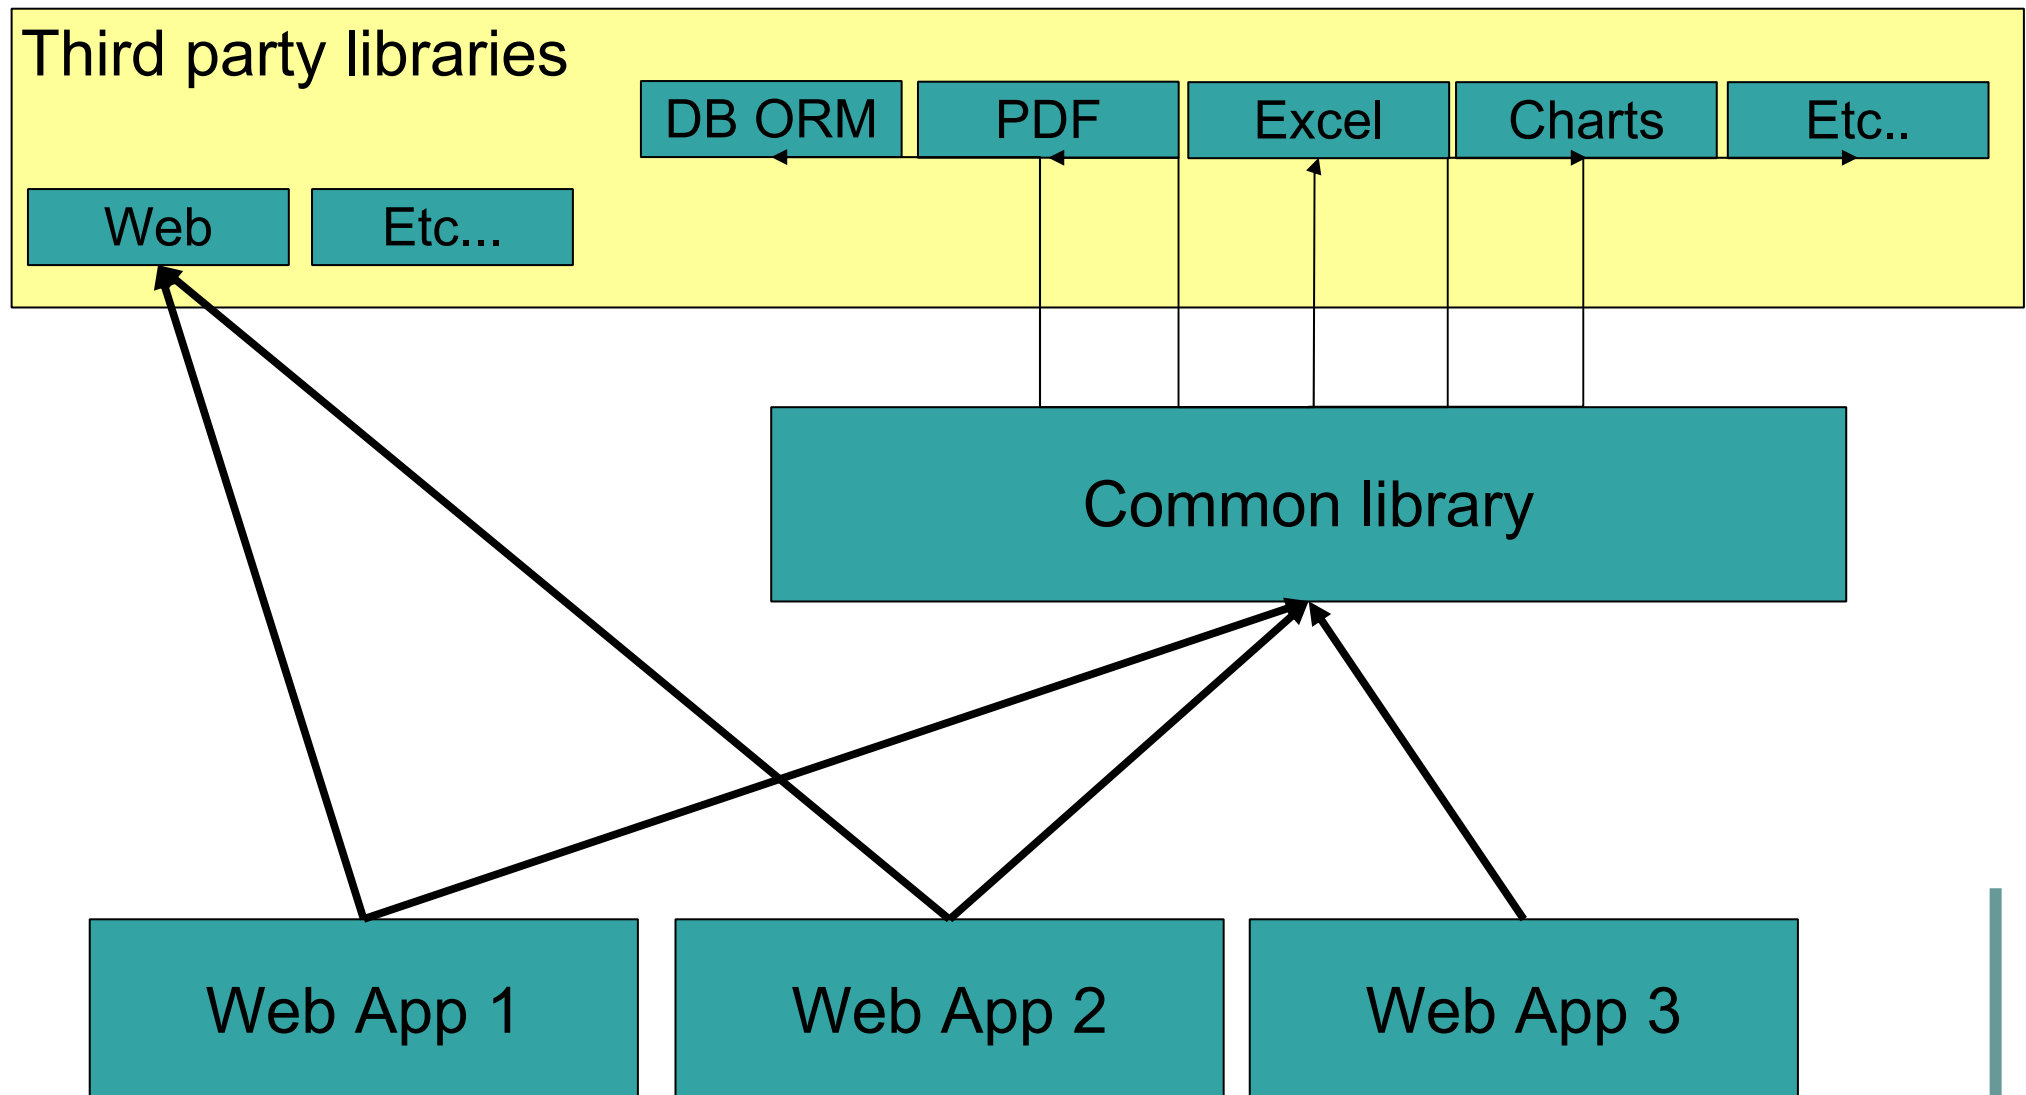 Third party libraries
DB ORM
PDF
Excel
Charts
Etc..
Web
Etc...
Common library
Web App 1
Web App 2
Web App 3